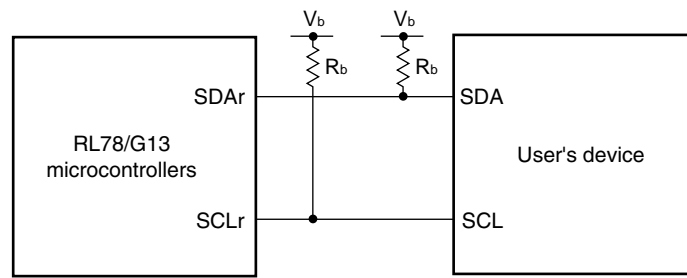 Vb Vb
Rb Rb
SDAr SDA
RL78/G13
microcontrollers
User's device
SCLr SCL